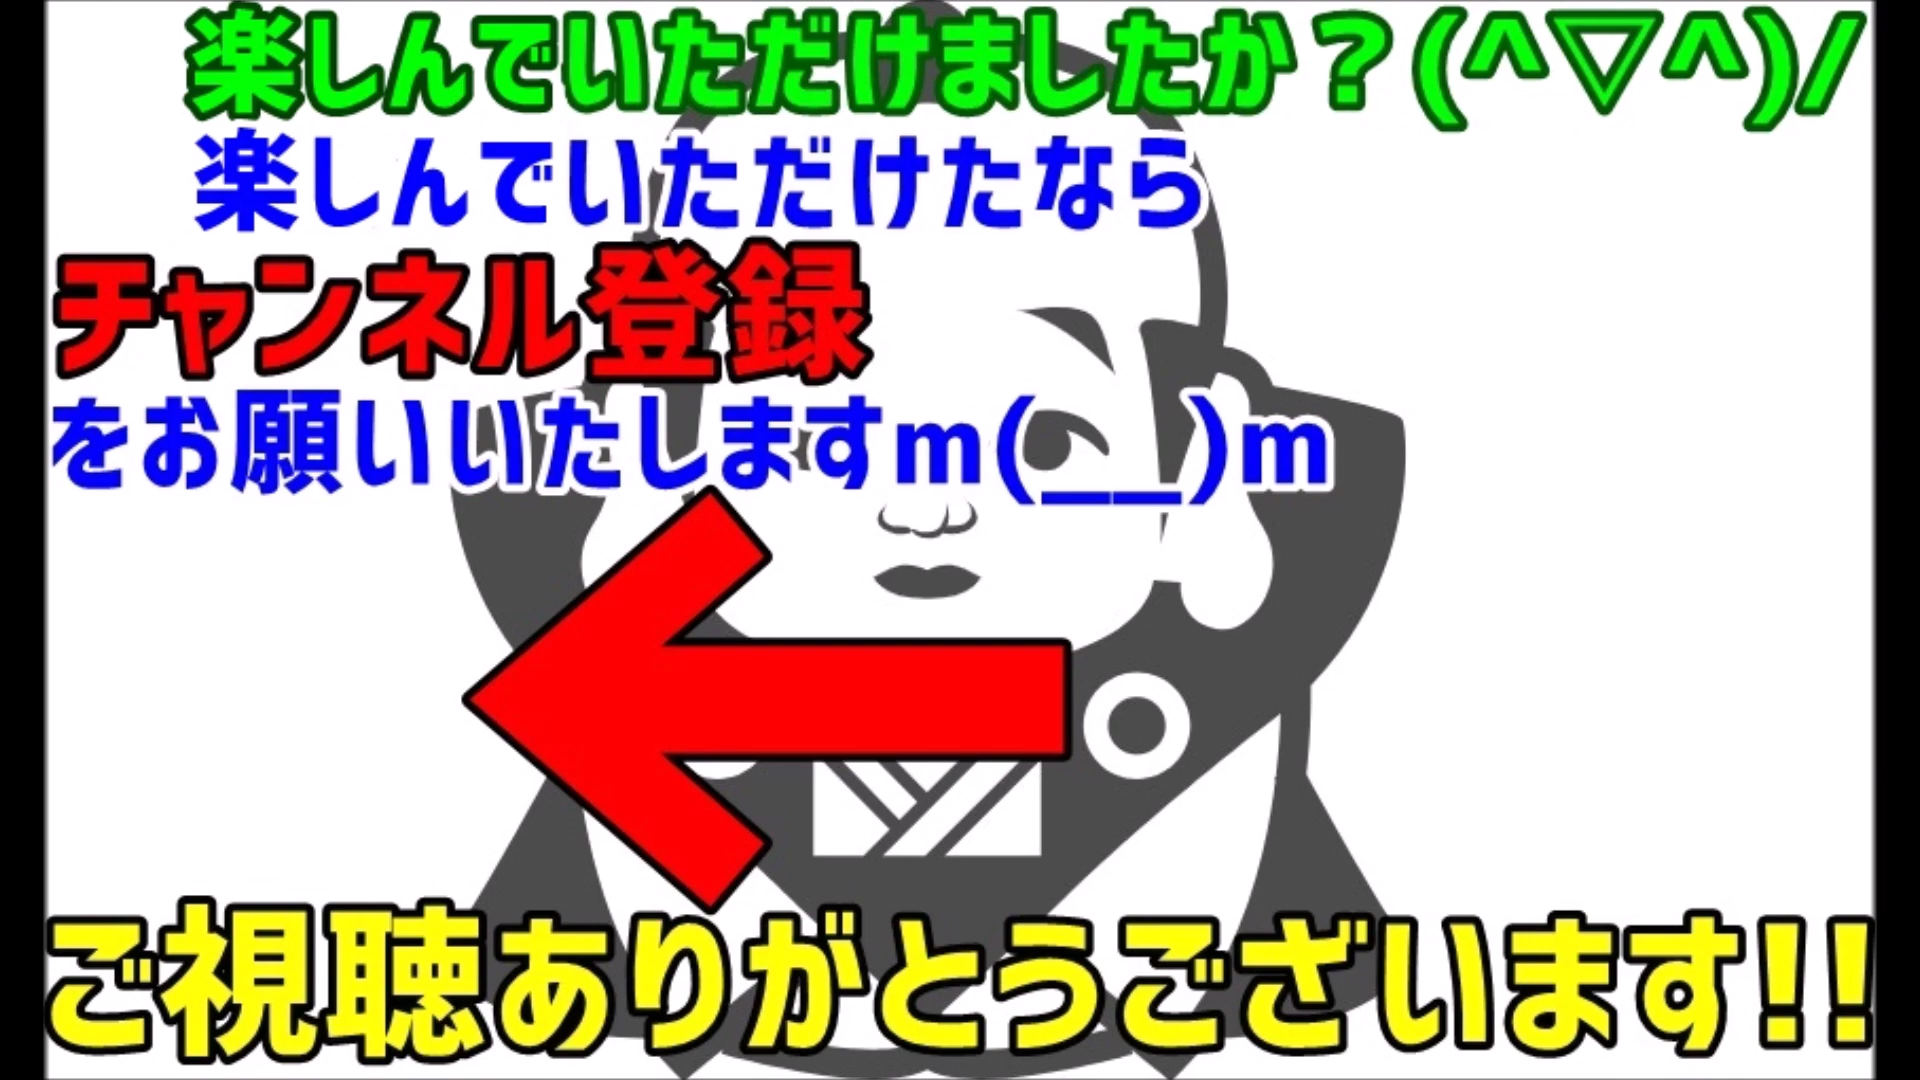 楽しんでいただけましたか？(^▽^)/
楽しんでいただけたなら
チャンネル登録
をお願いいたしますm(__)m
ご視聴ありがとうございます!!